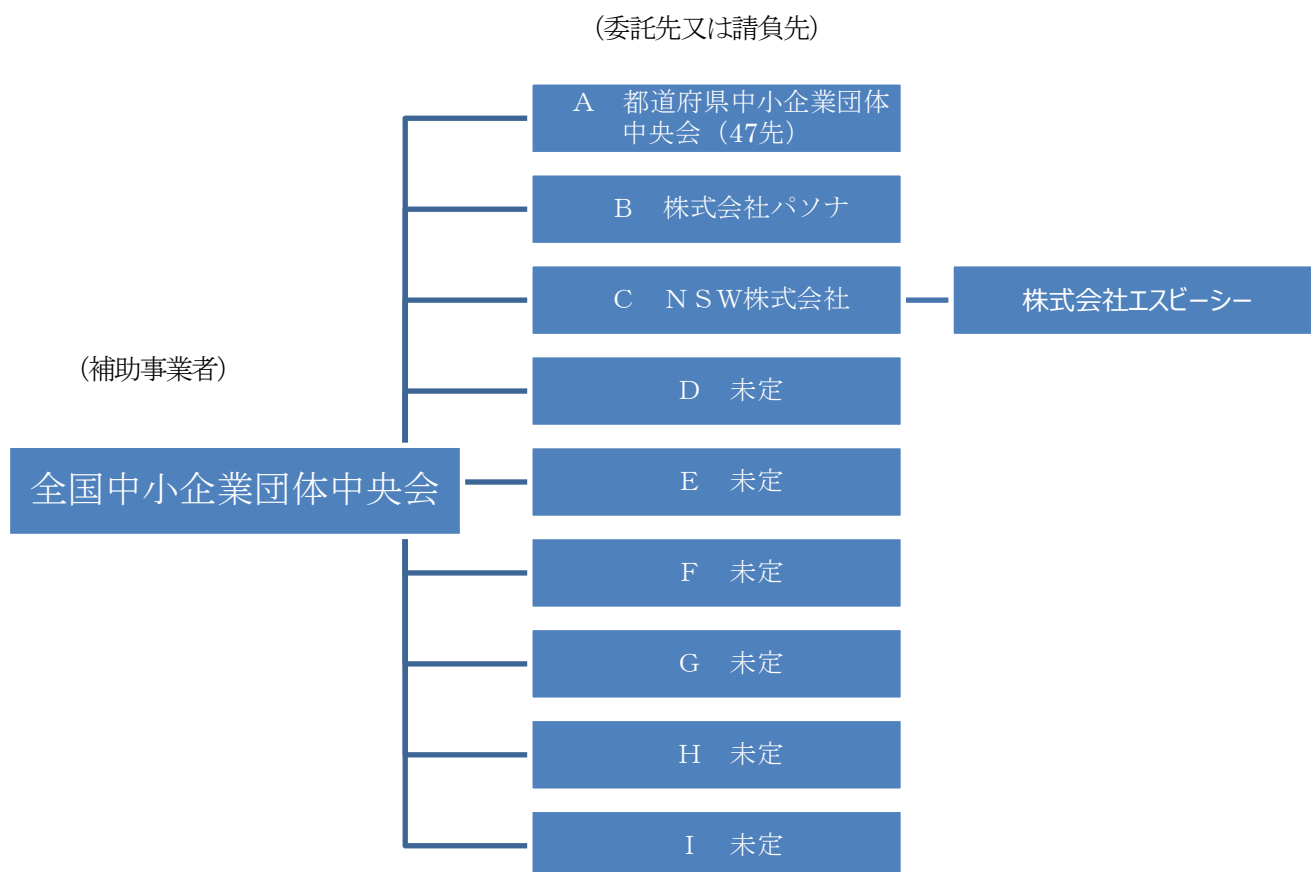 （委託先又は請負先）
A　都道府県中小企業団体
中央会（47先）
B　株式会社パソナ
C　ＮＳＷ株式会社
株式会社エスビーシー
（補助事業者）
D　未定
全国中小企業団体中央会
E　未定
F　未定
G　未定
H　未定
I　未定